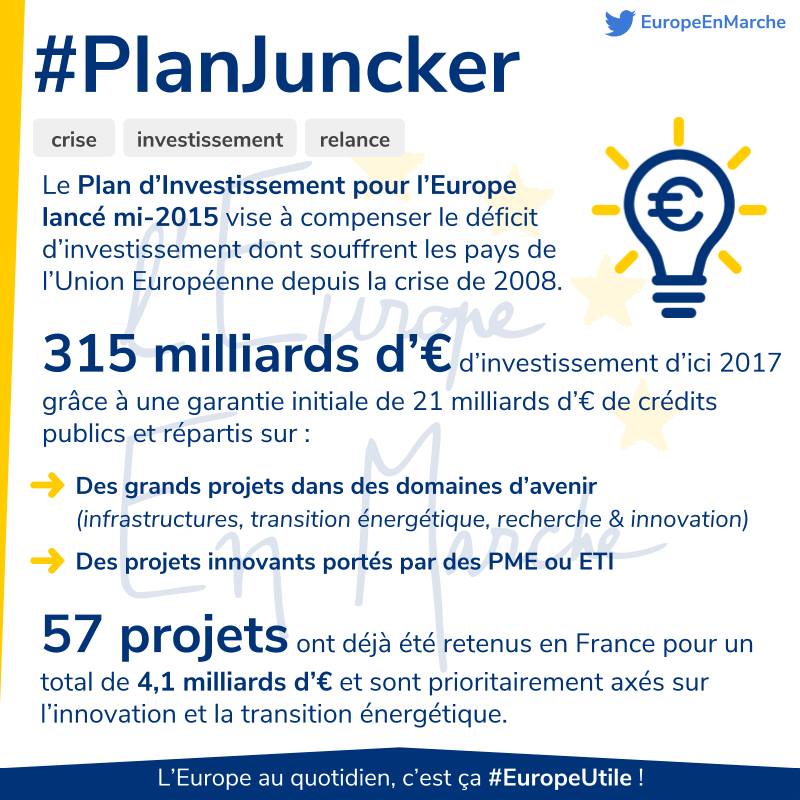 EuropeEnMarche
#PlanJuncker
crise investissement relance
Le Plan d'Investissement pour l'Europe
lancé mi-2015 vise à compenser le déficit
d'investissement dont souffrent les pays de
l'Union Européenne depuis la crise de 2008.
l'Europe
315 milliards d'€ d'investissement d'ici 2017
grâce à une garantie initiale de 21 milliards d'€ de crédits
publics et répartis sur :
En Marche
Des grands projets dans des domaines d'avenir
(infrastructures, transition énergétique, recherche & innovation)
Des projets innovants portés par des PME ou ETI
57 projets ont déjà été retenus en France pour un
total de 4,1 milliards d'€ et sont prioritairement axés sur
l'innovation et la transition énergétique.
L'Europe au quotidien, c'est ça #EuropeUtile !